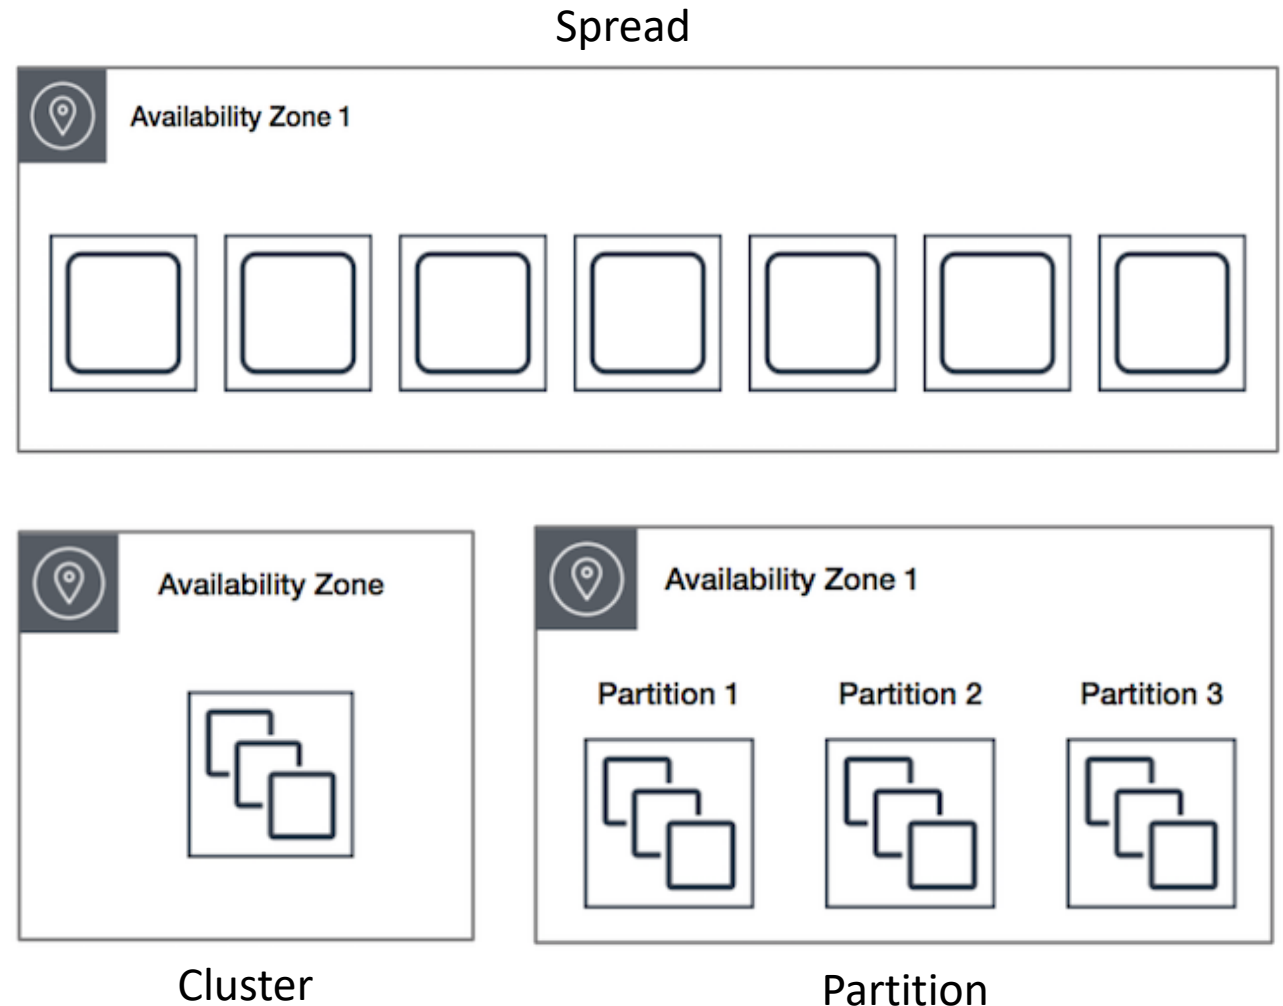 Spread
Availability Zone 1
Availability Zone
Cluster
Availability Zone 1
Partition 1
Partition 2
Partition 3
Partition